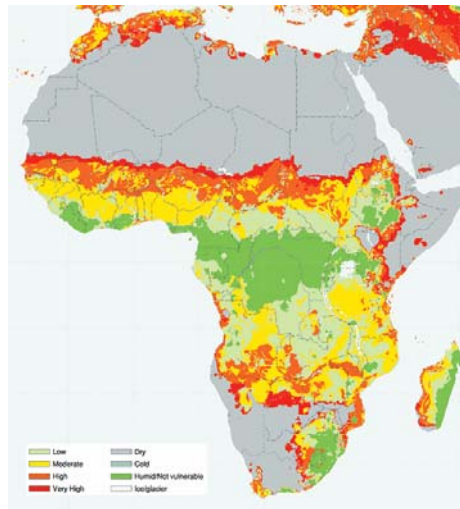 Low
Moderate
High
Very High
Dry
Cold
Humid/Not vulnerable
Ice/glacier